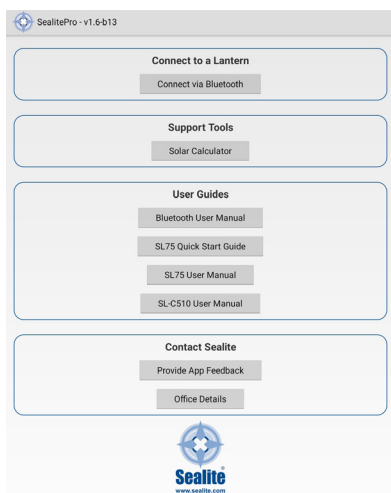 SealitePro - v1.6-b13
Connect to a Lantern
Connect via Bluetooth
Support Tools
Solar Calculator
User Guides
Bluetooth User Manual
SL75 Quick Start Guide
SL75 User Manual
SL-C510 User Manual
Contact Sealite
Provide App Feedback
Office Details
Sealite®
www.sealite.com